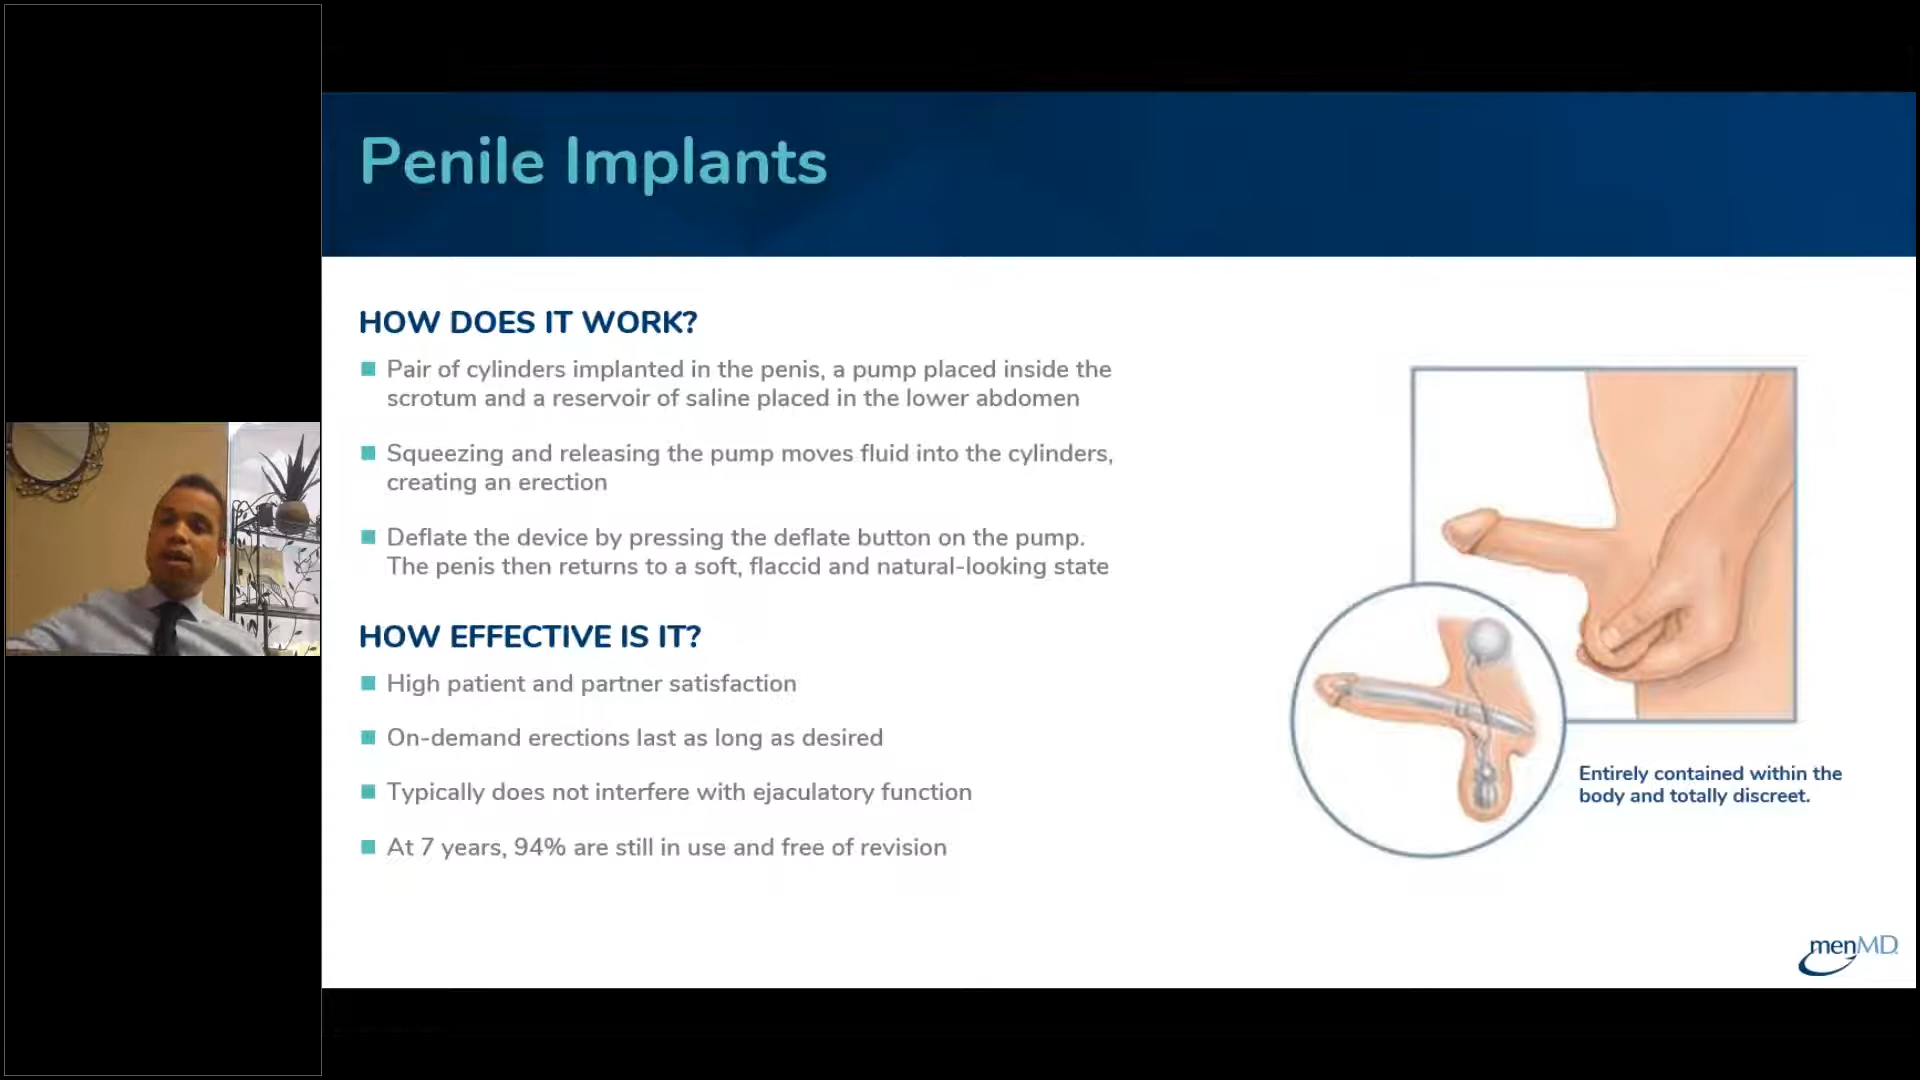 Penile Implants
HOW DOES IT WORK?
Pair of cylinders implanted in the penis, a pump placed inside the
scrotum and a reservoir of saline placed in the lower abdomen
Squeezing and releasing the pump moves fluid into the cylinders,
creating an erection
Deflate the device by pressing the deflate button on the pump.
The penis then returns to a soft, flaccid and natural-looking state
HOW EFFECTIVE IS IT?
High patient and partner satisfaction
On-demand erections last as long as desired
Typically does not interfere with ejaculatory function
At 7 years, 94% are still in use and free of revision
Entirely contained within the
body and totally discreet.
menMD